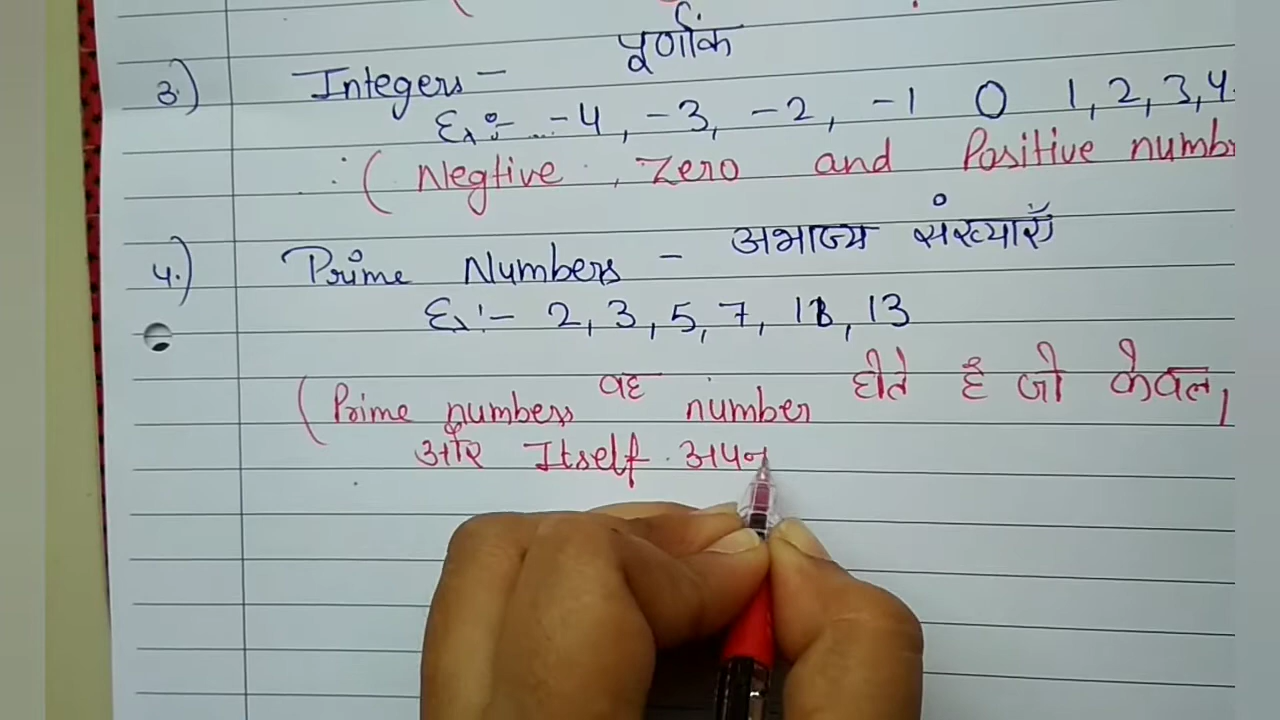 3.) Integers - पूर्णांक
Ex:- ... -4, -3, -2, -1 0 1, 2, 3, 4
:( Negtive, Zero and Positive numb
4.) Prime Numbers - अभाज्य संख्याएँ
Ex:- 2, 3, 5, 7, 11, 13
(Prime numbers वह number होते है जो केवल 1
और Itself अपन